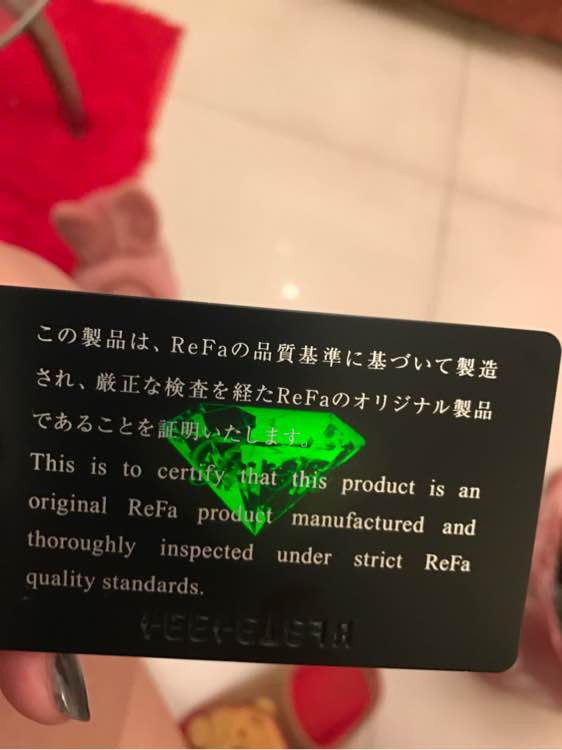 この製品は、ReFaの品質基準に基づいて製造
され、厳正な検査を経たReFaのオリジナル製品
であることを証明いたします。
This is to certify that this product is an
original ReFa product manufactured and
thoroughly inspected under strict ReFa
quality standards.